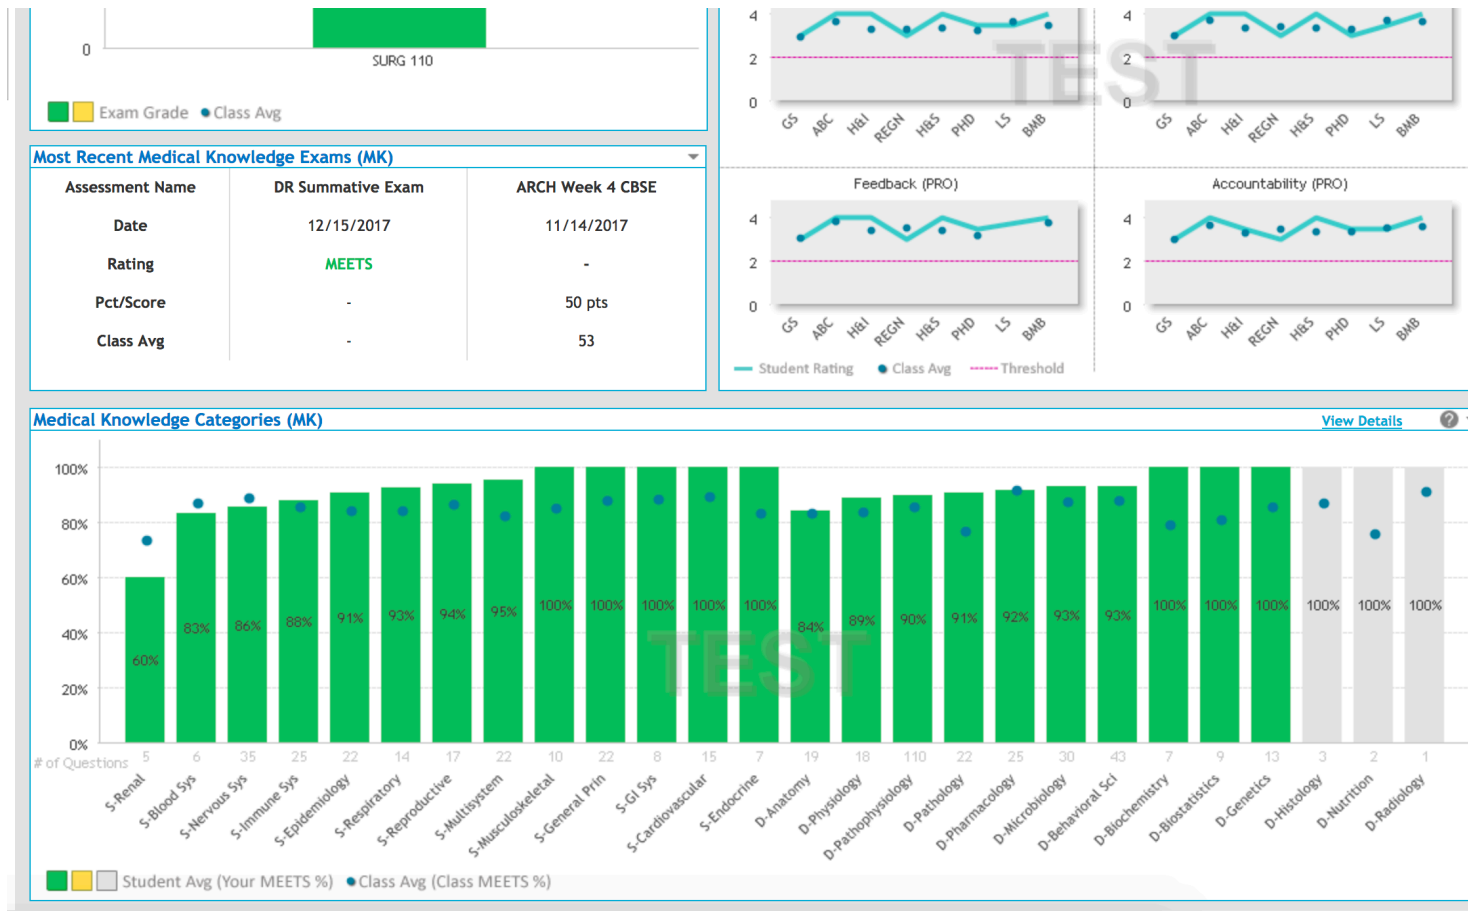 0
SURG 110
Exam Grade Class Avg
Most Recent Medical Knowledge Exams (MK)
Assessment Name DR Summative Exam ARCH Week 4 CBSE
Date 12/15/2017 11/14/2017
Rating MEETS -
Pct/Score - 50 pts
Class Avg - 53
4
2
0
GS ABC H&I REGN H&S PHD LS BMB
4
2
0
GS ABC H&I REGN H&S PHD LS BMB
TEST
Feedback (PRO)
4
2
0
GS ABC H&I REGN H&S PHD LS BMB
Accountability (PRO)
4
2
0
GS ABC H&I REGN H&S PHD LS BMB
Student Rating Class Avg Threshold
Medical Knowledge Categories (MK)
View Details ?
100%
80%
60%
40%
20%
0%
60% 83% 86% 88% 91% 93% 94% 95% 100% 100% 100% 100% 100% 84% 89% 90% 91% 92% 93% 93% 100% 100% 100% 100% 100% 100%
TEST
# of Questions 5 6 35 25 22 14 17 22 10 22 8 15 7 19 18 110 22 25 30 43 7 9 13 3 2 1
S-Renal S-Blood Sys S-Nervous Sys S-Immune Sys S-Epidemiology S-Respiratory S-Reproductive S-Multisystem S-Musculoskeletal S-General Prin S-GI Sys S-Cardiovascular S-Endocrine D-Anatomy D-Physiology D-Pathophysiology D-Pathology D-Pharmacology D-Microbiology D-Behavioral Sci D-Biochemistry D-Biostatistics D-Genetics D-Histology D-Nutrition D-Radiology
Student Avg (Your MEETS %) Class Avg (Class MEETS %)